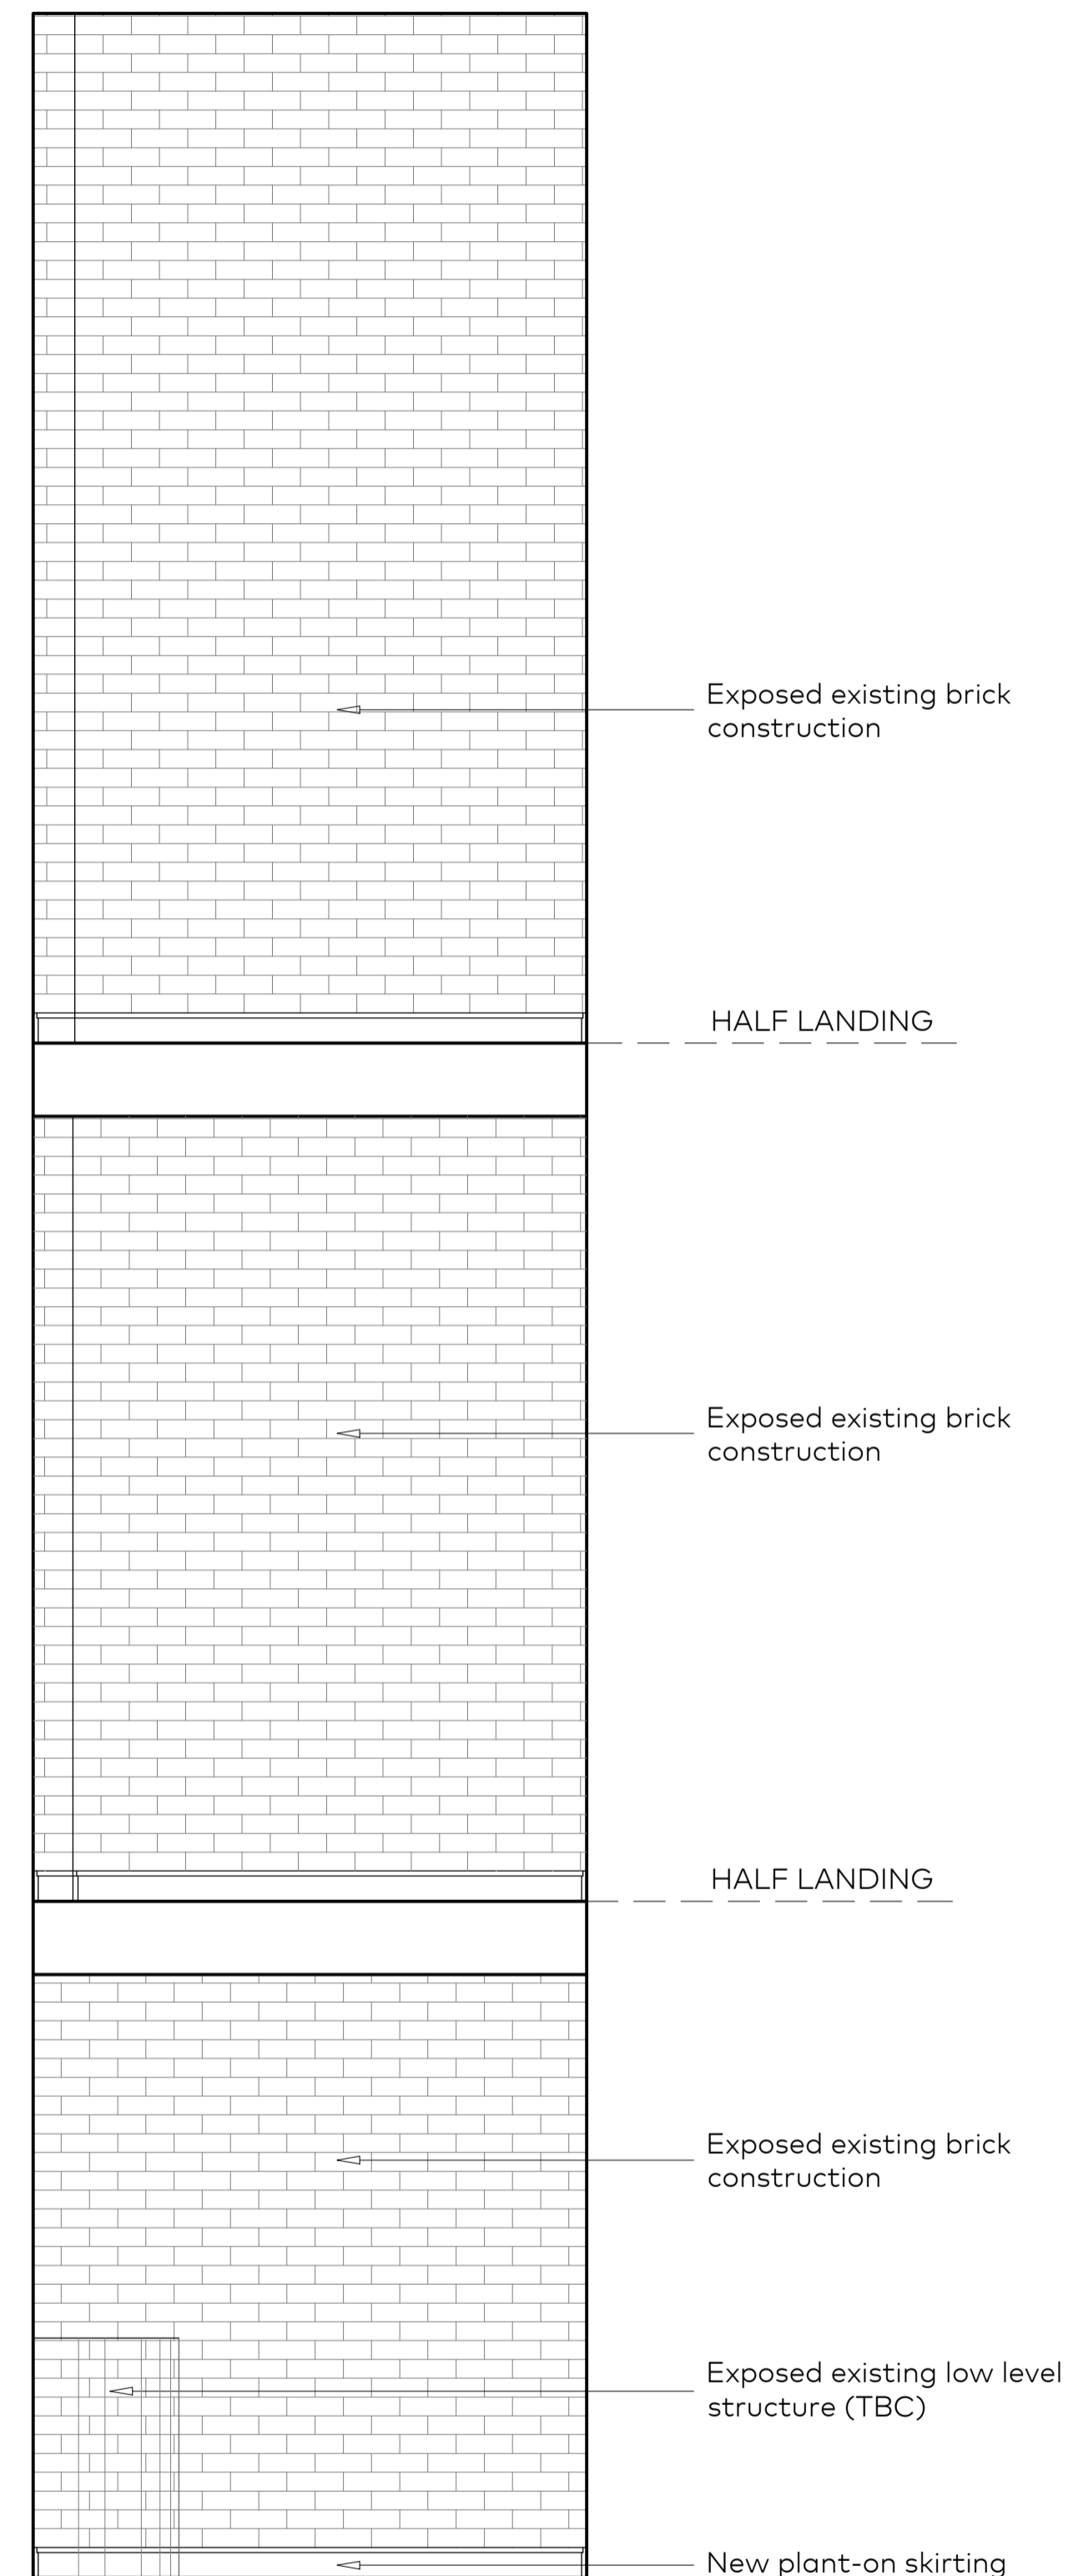 Exposed existing brick
construction
HALF LANDING
Exposed existing brick
construction
HALF LANDING
Exposed existing brick
construction
Exposed existing low level
structure (TBC)
New plant-on skirting